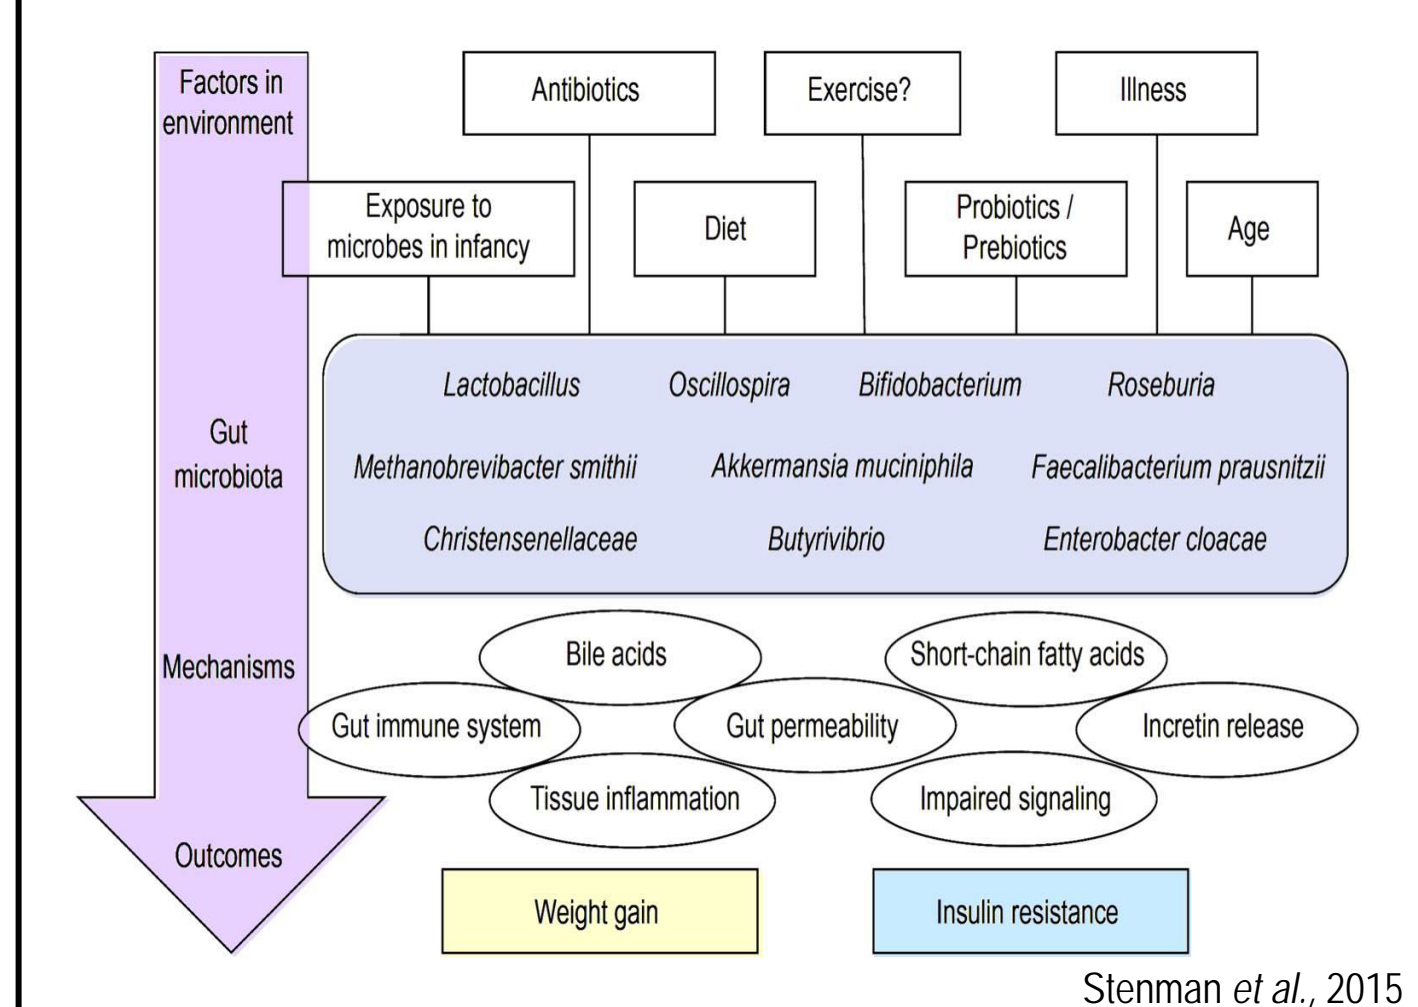 Factors in
environment
Antibiotics
Exercise?
Illness
Exposure to
microbes in infancy
Diet
Probiotics /
Prebiotics
Age
Gut
microbiota
Lactobacillus
Oscillospira
Bifidobacterium
Roseburia
Methanobrevibacter smithii
Akkermansia muciniphila
Faecalibacterium prausnitzii
Christensenellaceae
Butyrivibrio
Enterobacter cloacae
Mechanisms
Bile acids
Short-chain fatty acids
Gut immune system
Gut permeability
Incretin release
Tissue inflammation
Impaired signaling
Outcomes
Weight gain
Insulin resistance
Stenman et al., 2015